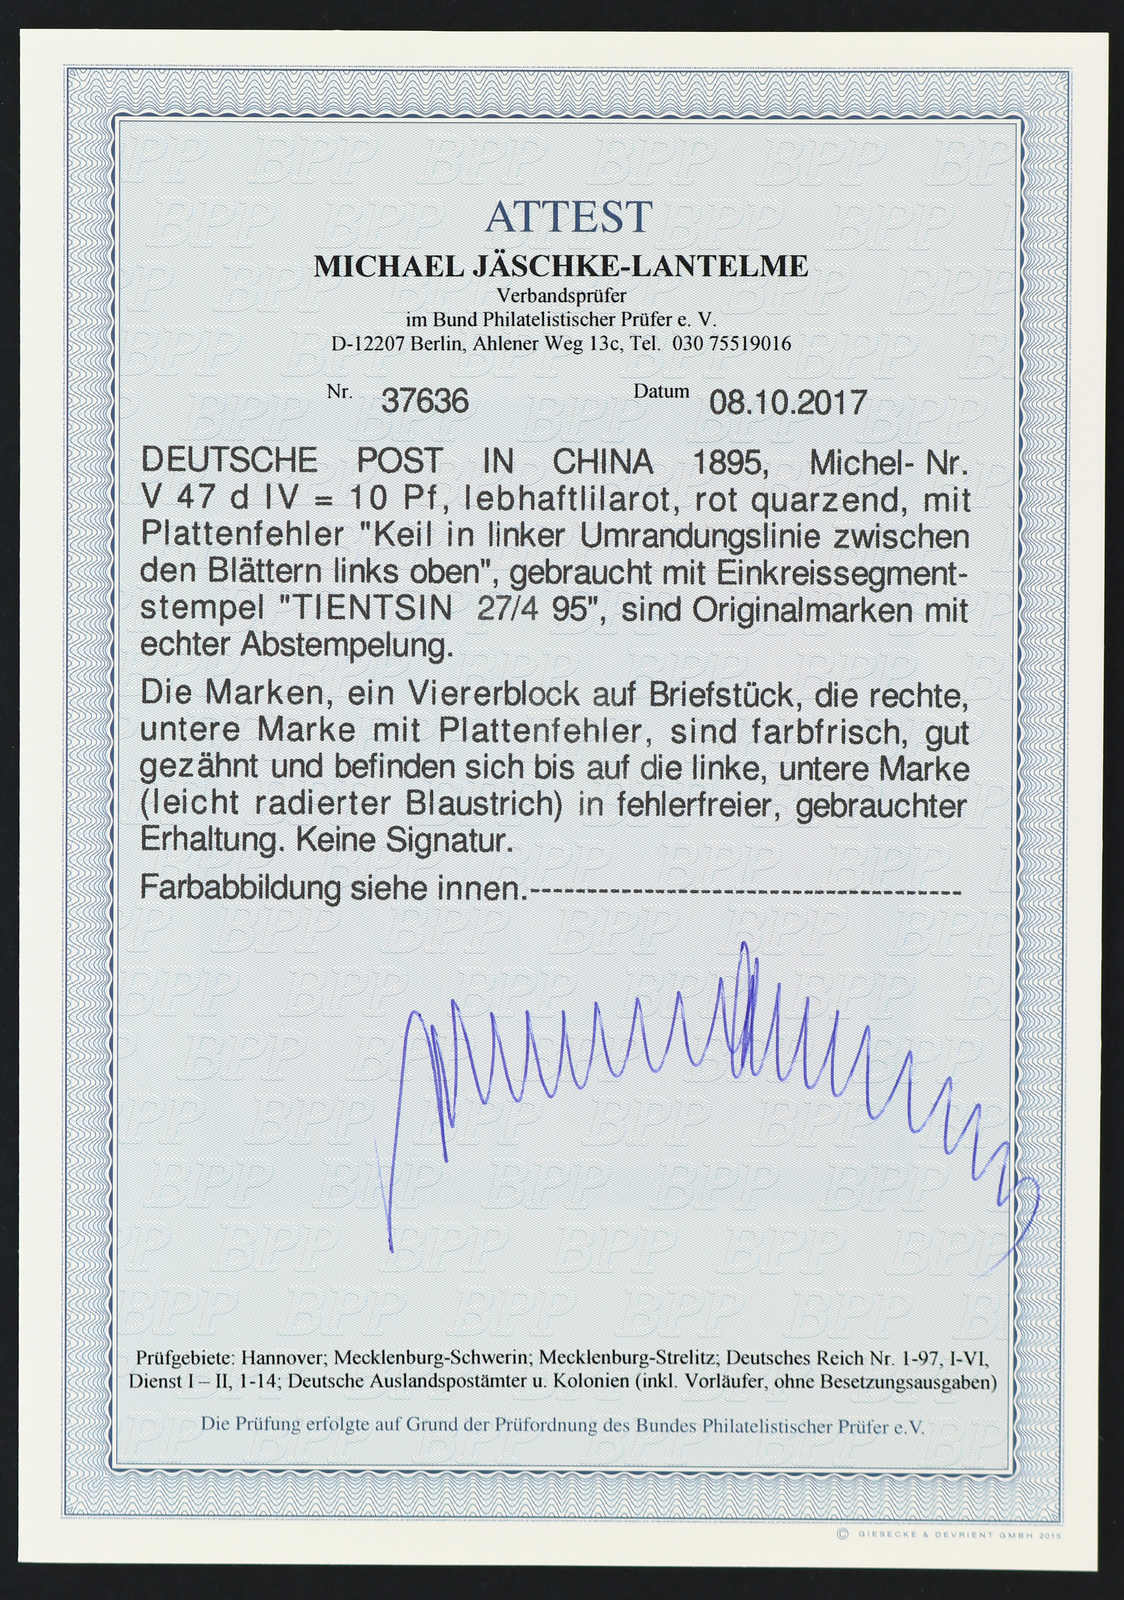 ATTEST
MICHAEL JÄSCHKE-LANTELME
Verbandsprüfer
im Bund Philatelistischer Prüfer e. V.
D-12207 Berlin, Ahlener Weg 13c, Tel. 030 75519016
Nr. 37636 Datum 08.10.2017
DEUTSCHE POST IN CHINA 1895, Michel- Nr.
V 47 d IV = 10 Pf, lebhaftlilarot, rot quarzend, mit
Plattenfehler "Keil in linker Umrandungslinie zwischen
den Blättern links oben", gebraucht mit Einkreissegment-
stempel "TIENTSIN 27/4 95", sind Originalmarken mit
echter Abstempelung.
Die Marken, ein Viererblock auf Briefstück, die rechte,
untere Marke mit Plattenfehler, sind farbfrisch, gut
gezähnt und befinden sich bis auf die linke, untere Marke
(leicht radierter Blaustrich) in fehlerfreier, gebrauchter
Erhaltung. Keine Signatur.
Farbabbildung siehe innen.--------------------------------------
Prüfgebiete: Hannover; Mecklenburg-Schwerin; Mecklenburg-Strelitz; Deutsches Reich Nr. 1-97, I-VI,
Dienst I – II, 1-14; Deutsche Auslandspostämter u. Kolonien (inkl. Vorläufer, ohne Besetzungsausgaben)
Die Prüfung erfolgte auf Grund der Prüfordnung des Bundes Philatelistischer Prüfer e.V.
© GIESECKE & DEVRIENT GMBH 2015